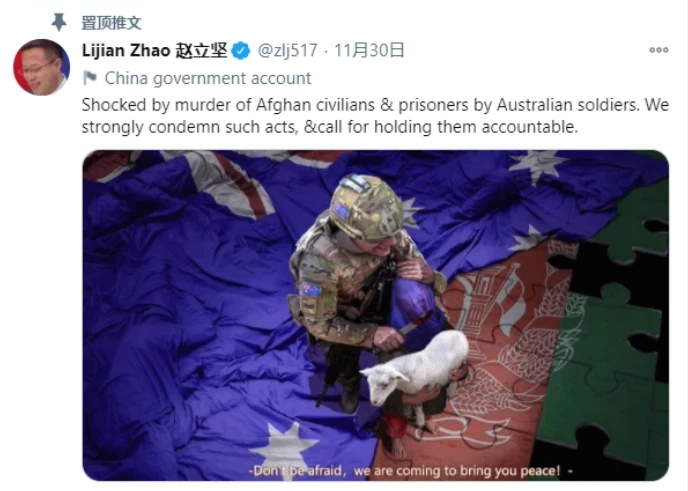 置顶推文
Lijian Zhao 赵立坚 @zlj517 · 11月30日
China government account
Shocked by murder of Afghan civilians & prisoners by Australian soldiers. We
strongly condemn such acts, &call for holding them accountable.
-Don't be afraid, we are coming to bring you peace! -